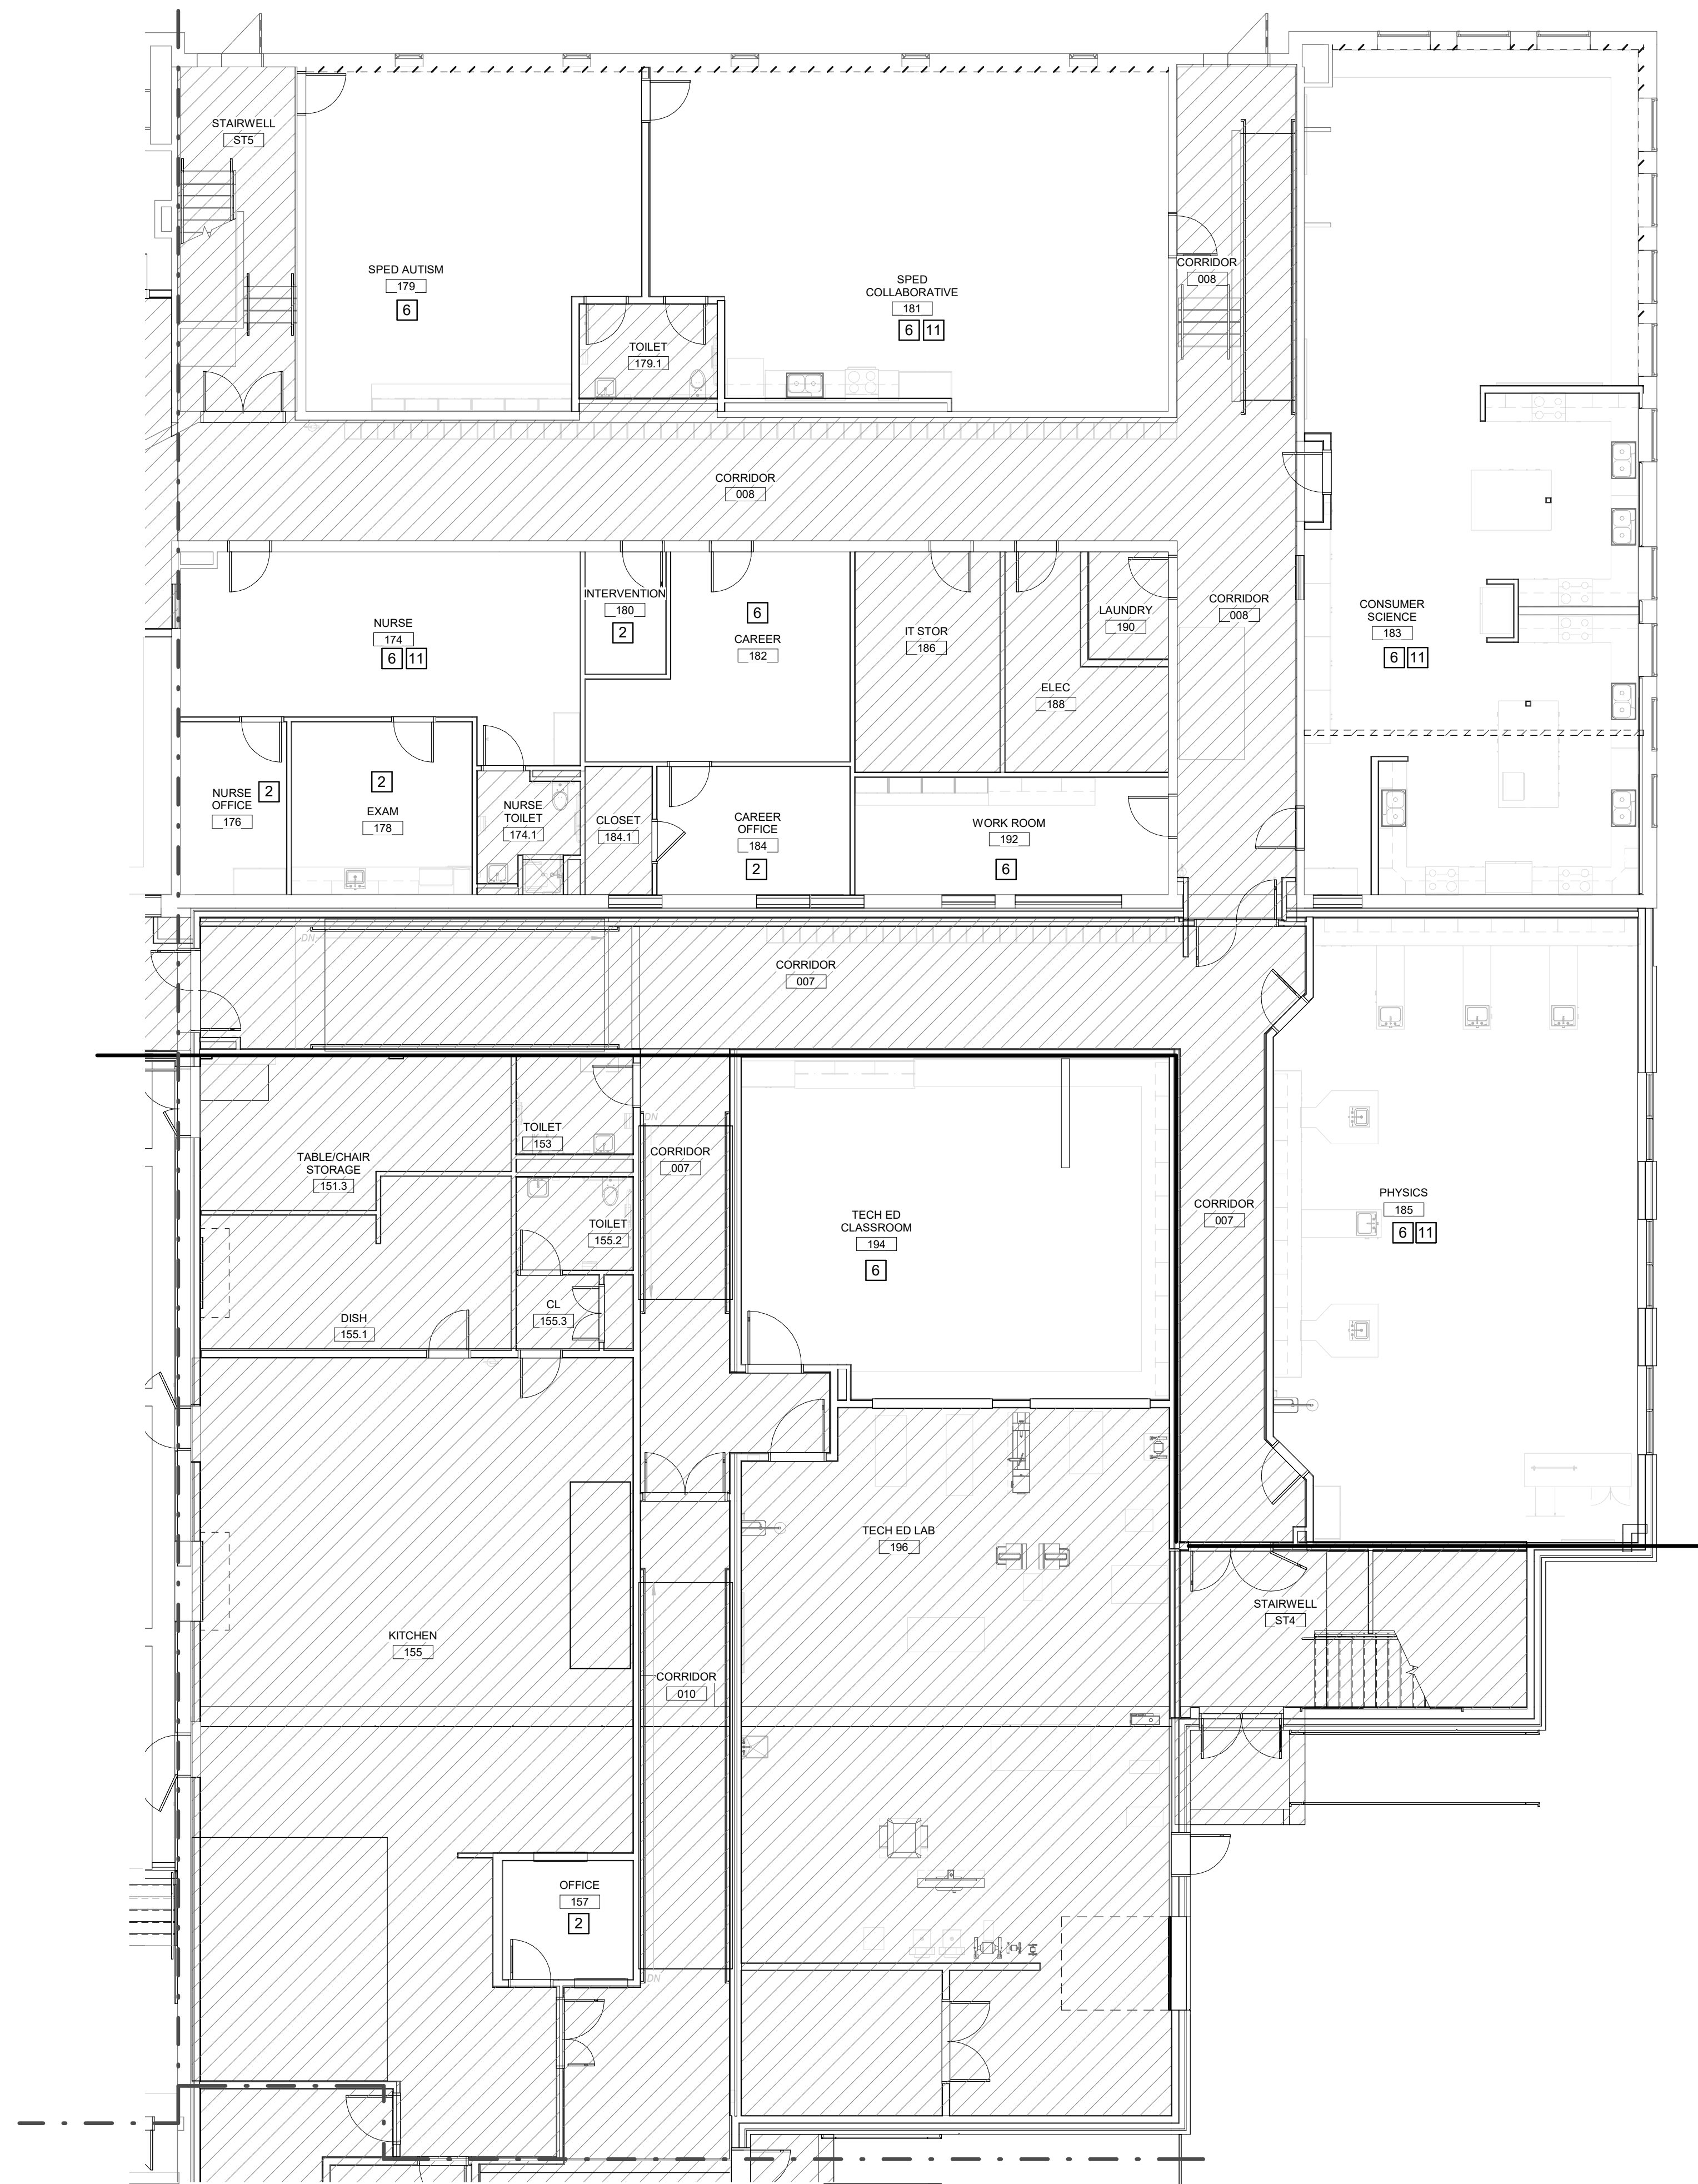 STAIRWELL
ST5
SPED AUTISM
179
6
SPED
COLLABORATIVE
181
6 11
CORRIDOR
008
TOILET
179.1
CORRIDOR
008
NURSE
174
6 11
INTERVENTION
180
2
6
CAREER
182
IT STOR
186
LAUNDRY
190
ELEC
188
CORRIDOR
008
CONSUMER
SCIENCE
183
6 11
NURSE
OFFICE
176
2
2
EXAM
178
NURSE
TOILET
174.1
CLOSET
184.1
CAREER
OFFICE
184
2
WORK ROOM
192
6
DN
CORRIDOR
007
TABLE/CHAIR
STORAGE
151.3
TOILET
153
DN
CORRIDOR
007
TOILET
155.2
TECH ED
CLASSROOM
194
6
CORRIDOR
007
PHYSICS
185
6 11
DISH
155.1
CL
155.3
TECH ED LAB
196
STAIRWELL
ST4
KITCHEN
155
CORRIDOR
010
OFFICE
157
2
DN